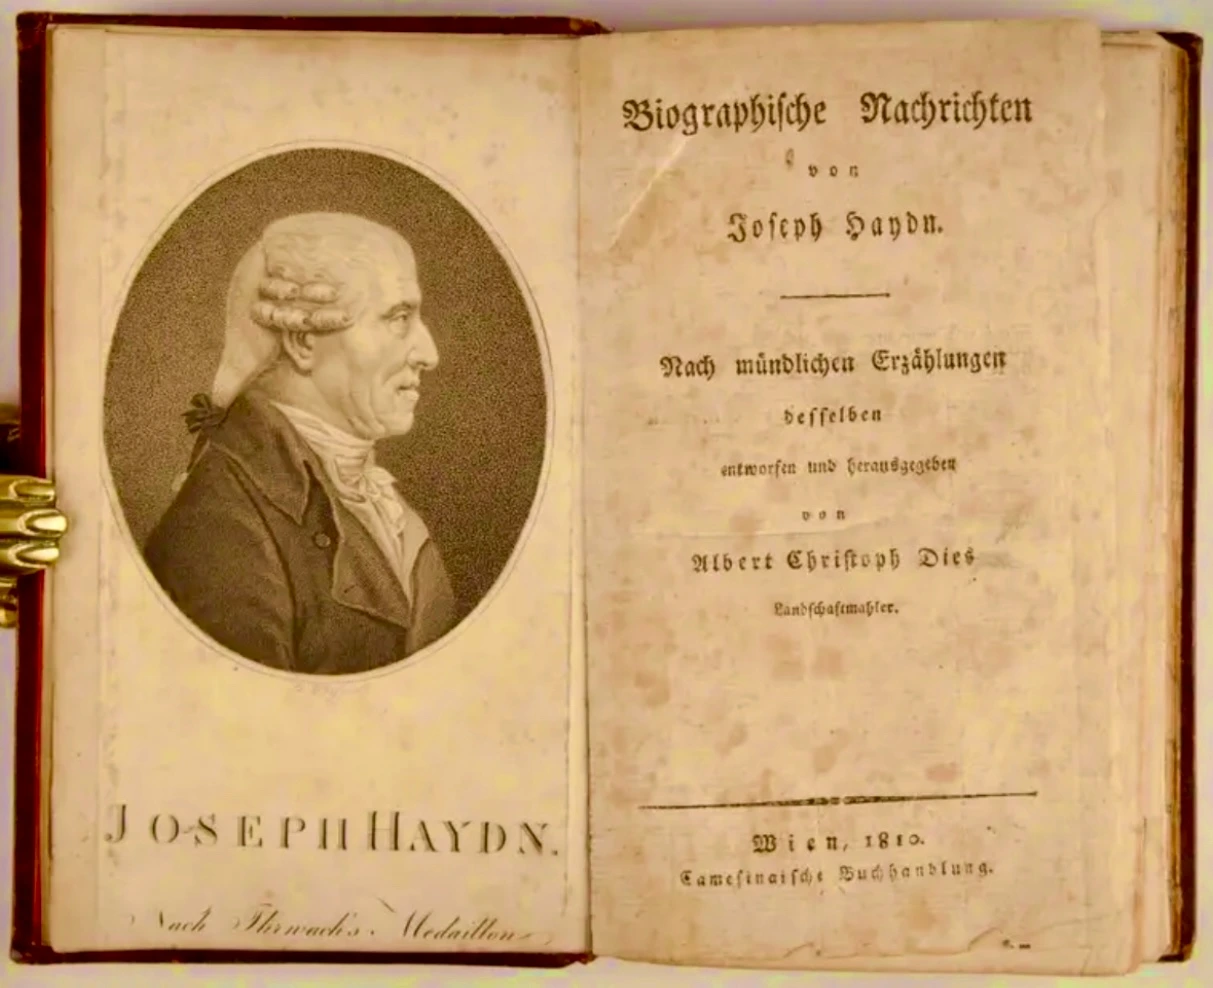 JOSEPH HAYDN.
Nach Thrwach's Medaillon
Biographische Nachrichten
von
Joseph Haydn.
Nach mündlichen Erzählungen
desselben
entworfen und herausgegeben
von
Albert Christoph Dies
Landschaftmahler.
Wien, 1810.
Camesinaische Buchhandlung.